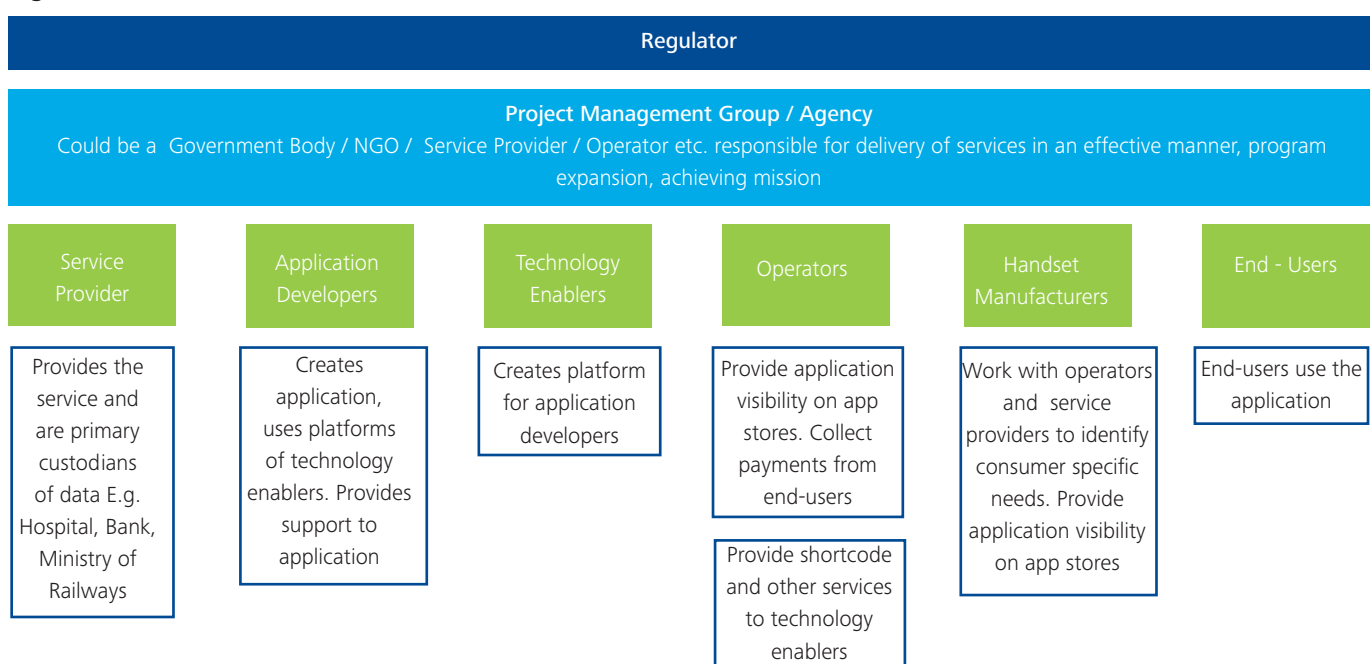 Regulator
Project Management Group / Agency
Could be a Government Body / NGO / Service Provider / Operator etc. responsible for delivery of services in an effective manner, program
expansion, achieving mission
Service
Provider
Application
Developers
Technology
Enablers
Operators
Handset
Manufacturers
End - Users
Provides the
service and
are primary
custodians
of data E.g.
Hospital, Bank,
Ministry of
Railways
Creates
application,
uses platforms
of technology
enablers. Provides
support to
application
Creates platform
for application
developers
Provide application
visibility on app
stores. Collect
payments from
end-users
Provide shortcode
and other services
to technology
enablers
Work with operators
and service
providers to identify
consumer specific
needs. Provide
application visibility
on app stores
End-users use the
application